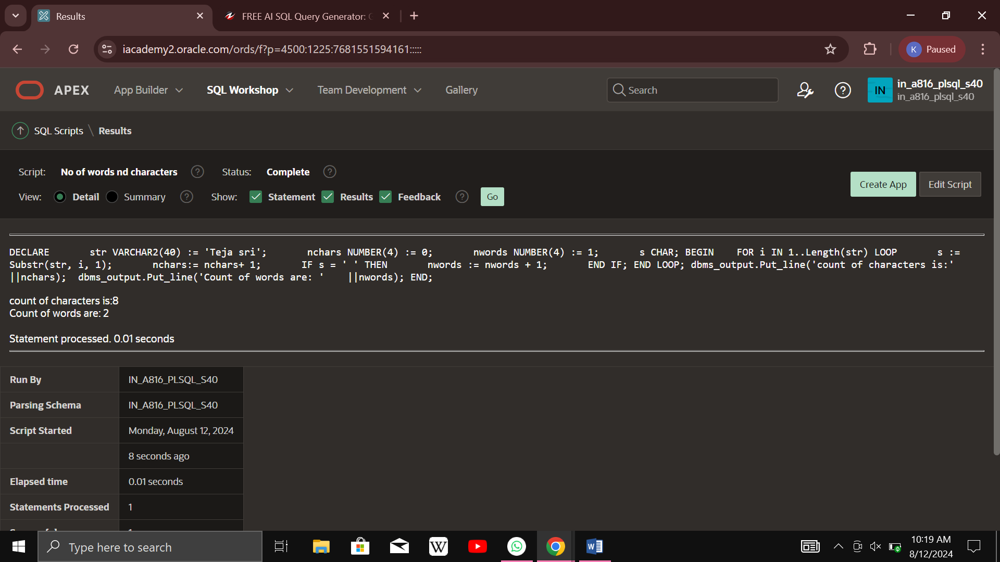 Results
FREE AI SQL Query Generator:
iacademy2.oracle.com/ords/f?p=4500:1225:7681551594161:::::
K Paused
APEX App Builder SQL Workshop Team Development Gallery Search IN in_a816_plsql_s40
in_a816_plsql_s40
SQL Scripts \ Results
Script: No of words nd characters ? Status: Complete ?
View: Detail Summary ? Show: Statement Results Feedback ? Go
Create App Edit Script
DECLARE str VARCHAR2(40) := 'Teja sri'; nchars NUMBER(4) := 0; nwords NUMBER(4) := 1; s CHAR; BEGIN FOR i IN 1..Length(str) LOOP s :=
Substr(str, i, 1); nchars:= nchars+ 1; IF s = ' ' THEN nwords := nwords + 1; END IF; END LOOP; dbms_output.Put_line('count of characters is:'
||nchars); dbms_output.Put_line('Count of words are: ' ||nwords); END;
count of characters is:8
Count of words are: 2
Statement processed. 0.01 seconds
Run By IN_A816_PLSQL_S40
Parsing Schema IN_A816_PLSQL_S40
Script Started Monday, August 12, 2024
8 seconds ago
Elapsed time 0.01 seconds
Statements Processed 1
Type here to search
W
W
10:19 AM
8/12/2024